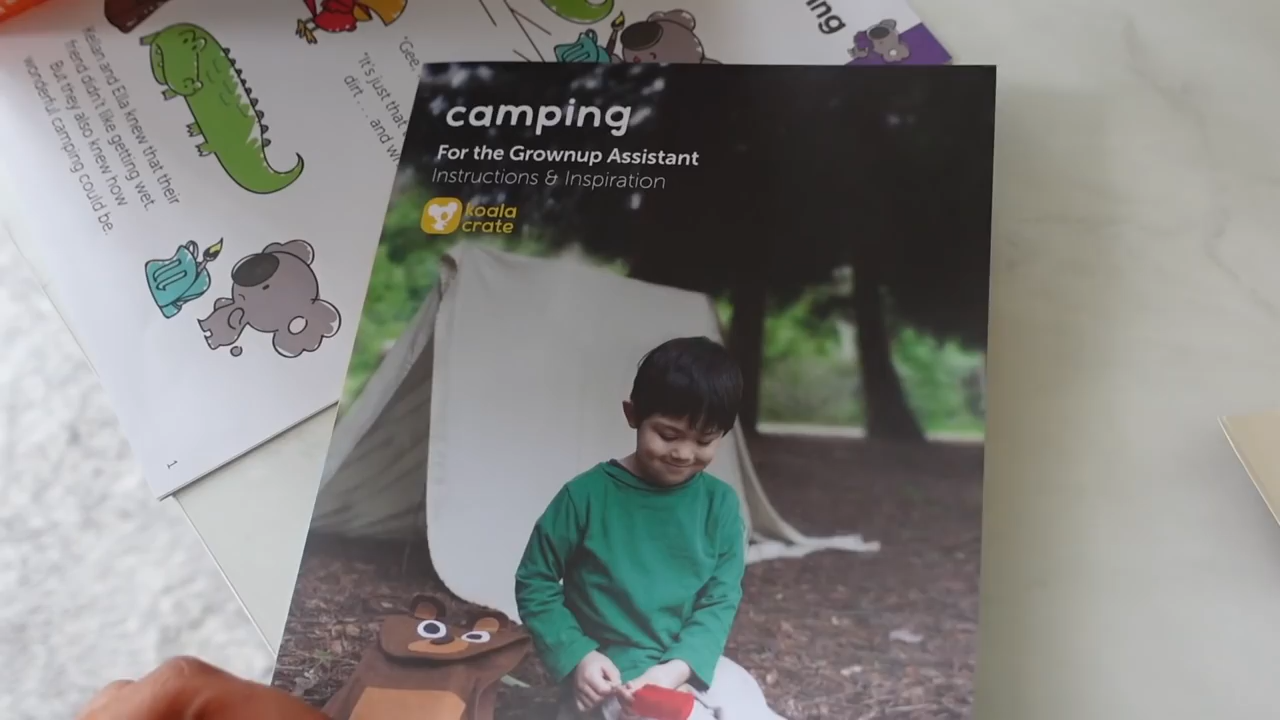 camping
For the Grownup Assistant
Instructions & Inspiration
koala
crate
Kellan and Ella knew that their
friend didn't like getting wet.
But they also knew how
wonderful camping could be.
1
"Gee,
"It's just that
dirt . . . and